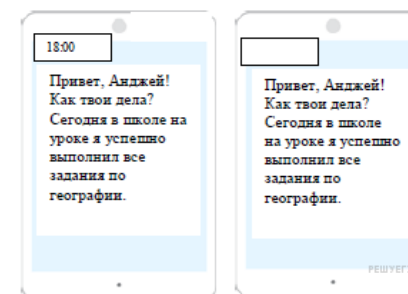 18:00
Привет, Анджей!
Как твои дела?
Сегодня в школе на
уроке я успешно
выполнил все
задания по
географии.
Привет, Анджей!
Как твои дела?
Сегодня в школе
на уроке я успешно
выполнил все
задания по
географии.